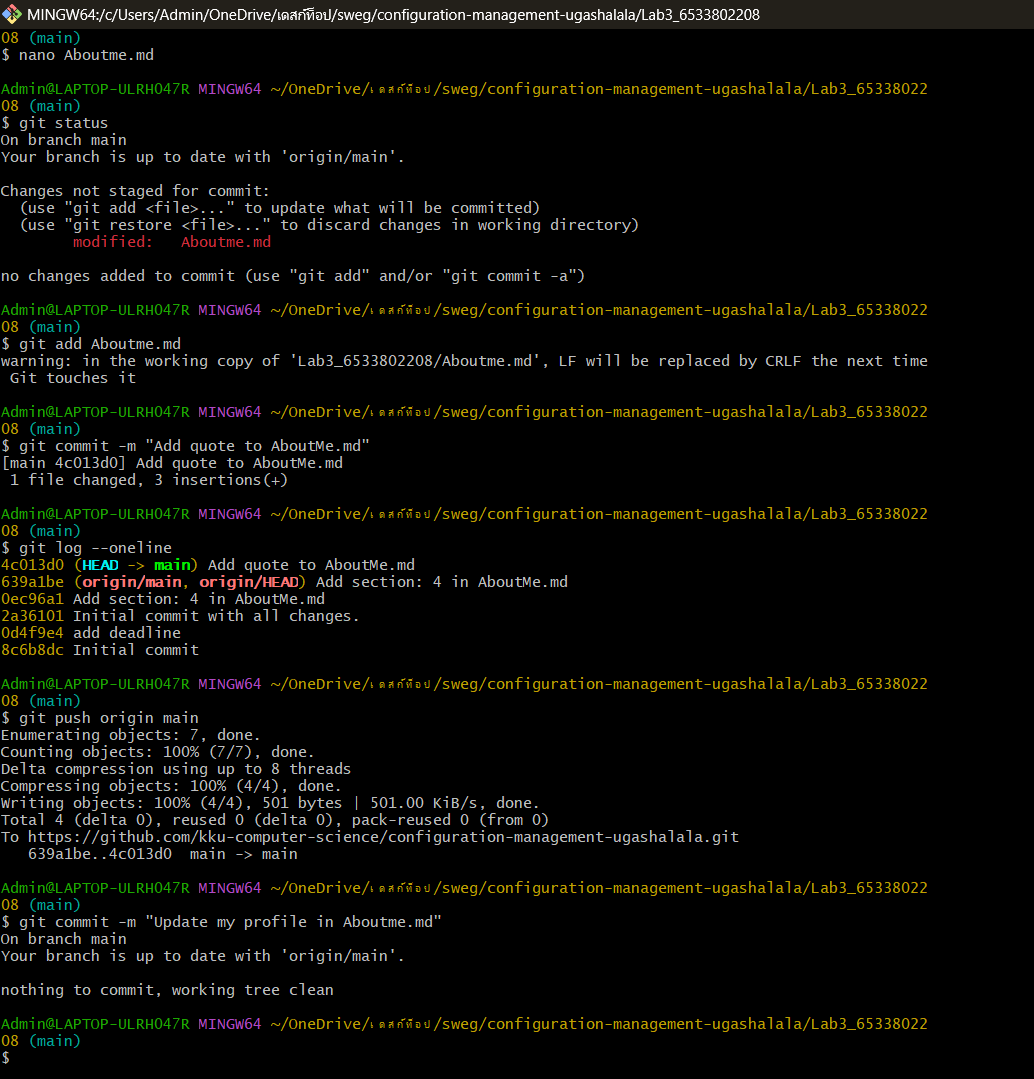 MINGW64:/c/Users/Admin/OneDrive/เดสก์ท็อป/sweg/configuration-management-ugashalala/Lab3_6533802208
08 (main)
$ nano Aboutme.md
Admin@LAPTOP-ULRHO47R MINGW64 ~/OneDrive/เดสก์ท็อป/sweg/configuration-management-ugashalala/Lab3_65338022
08 (main)
$ git status
On branch main
Your branch is up to date with 'origin/main'.
Changes not staged for commit:
  (use "git add <file>..." to update what will be committed)
  (use "git restore <file>..." to discard changes in working directory)
        modified:   Aboutme.md
no changes added to commit (use "git add" and/or "git commit -a")
Admin@LAPTOP-ULRHO47R MINGW64 ~/OneDrive/เดสก์ท็อป/sweg/configuration-management-ugashalala/Lab3_65338022
08 (main)
$ git add Aboutme.md
warning: in the working copy of 'Lab3_6533802208/Aboutme.md', LF will be replaced by CRLF the next time
 Git touches it
Admin@LAPTOP-ULRHO47R MINGW64 ~/OneDrive/เดสก์ท็อป/sweg/configuration-management-ugashalala/Lab3_65338022
08 (main)
$ git commit -m "Add quote to AboutMe.md"
[main 4c013d0] Add quote to AboutMe.md
 1 file changed, 3 insertions(+)
Admin@LAPTOP-ULRHO47R MINGW64 ~/OneDrive/เดสก์ท็อป/sweg/configuration-management-ugashalala/Lab3_65338022
08 (main)
$ git log --oneline
4c013d0 (HEAD -> main) Add quote to AboutMe.md
639a1be (origin/main, origin/HEAD) Add section: 4 in AboutMe.md
0ec96a1 Add section: 4 in AboutMe.md
2a36101 Initial commit with all changes.
0d4f9e4 add deadline
8c6b8dc Initial commit
Admin@LAPTOP-ULRHO47R MINGW64 ~/OneDrive/เดสก์ท็อป/sweg/configuration-management-ugashalala/Lab3_65338022
08 (main)
$ git push origin main
Enumerating objects: 7, done.
Counting objects: 100% (7/7), done.
Delta compression using up to 8 threads
Compressing objects: 100% (4/4), done.
Writing objects: 100% (4/4), 501 bytes | 501.00 KiB/s, done.
Total 4 (delta 0), reused 0 (delta 0), pack-reused 0 (from 0)
To https://github.com/kku-computer-science/configuration-management-ugashalala.git
   639a1be..4c013d0  main -> main
Admin@LAPTOP-ULRHO47R MINGW64 ~/OneDrive/เดสก์ท็อป/sweg/configuration-management-ugashalala/Lab3_65338022
08 (main)
$ git commit -m "Update my profile in Aboutme.md"
On branch main
Your branch is up to date with 'origin/main'.
nothing to commit, working tree clean
Admin@LAPTOP-ULRHO47R MINGW64 ~/OneDrive/เดสก์ท็อป/sweg/configuration-management-ugashalala/Lab3_65338022
08 (main)
$